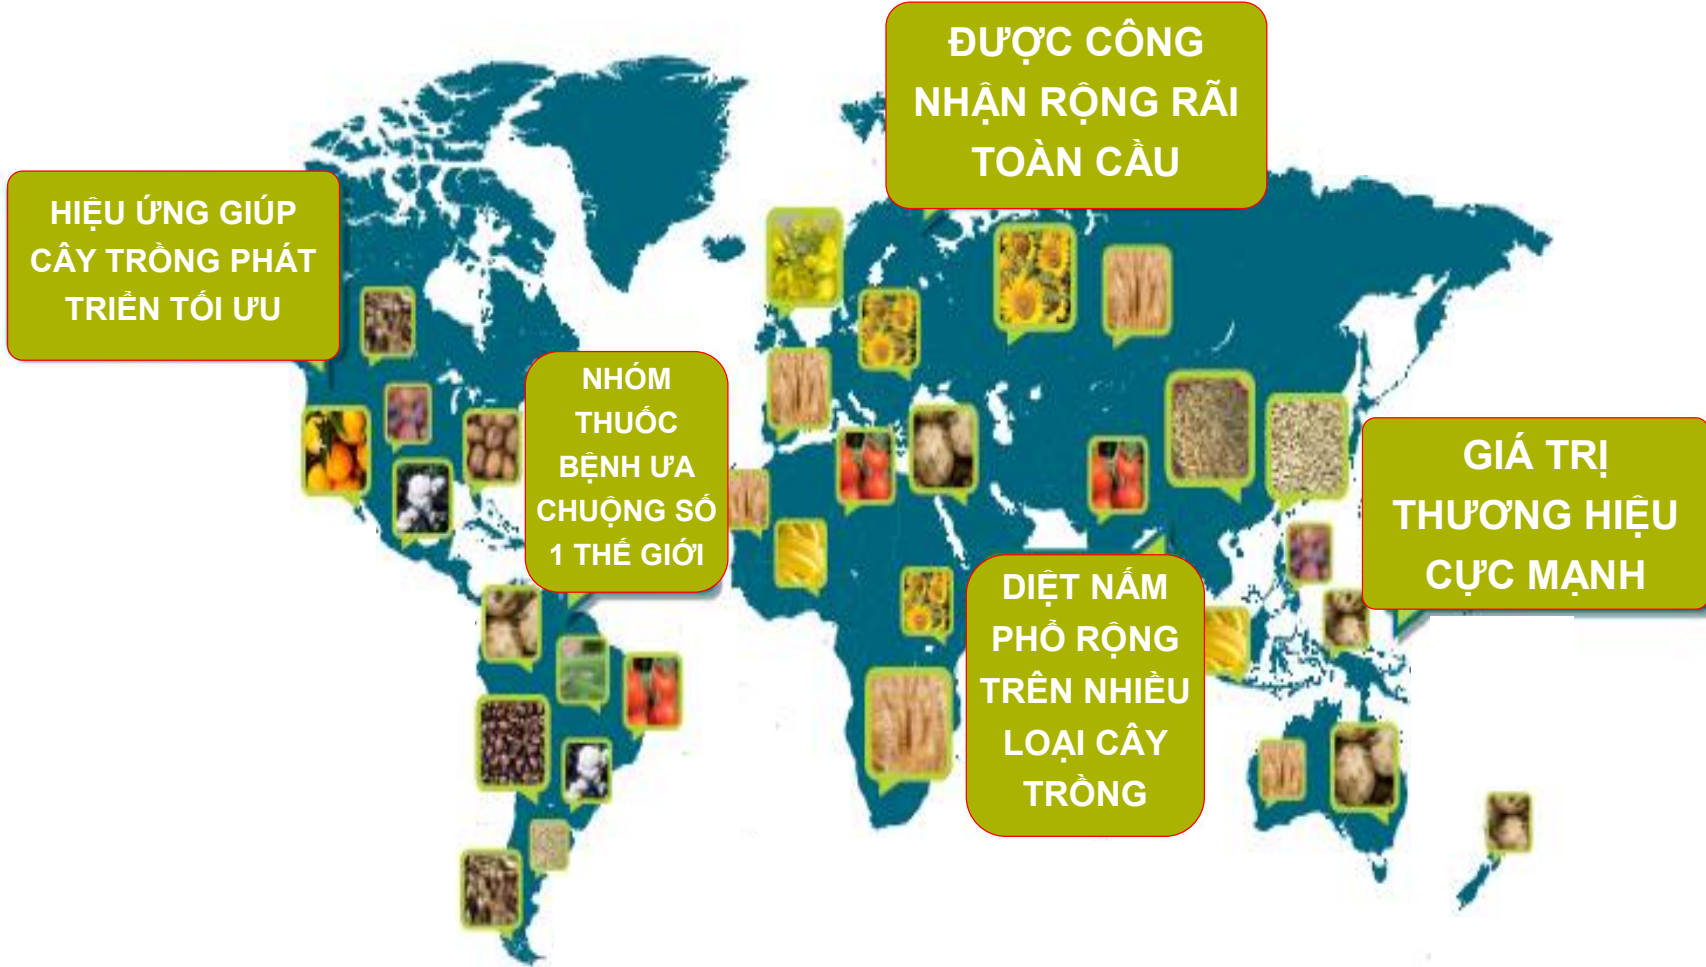 ĐƯỢC CÔNG
NHẬN RỘNG RÃI
TOÀN CẦU
HIỆU ỨNG GIÚP
CÂY TRỒNG PHÁT
TRIỂN TỐI ƯU
NHÓM
THUỐC
BỆNH ƯA
CHUỘNG SỐ
1 THẾ GIỚI
GIÁ TRỊ
THƯƠNG HIỆU
CỰC MẠNH
DIỆT NẤM
PHỔ RỘNG
TRÊN NHIỀU
LOẠI CÂY
TRỒNG